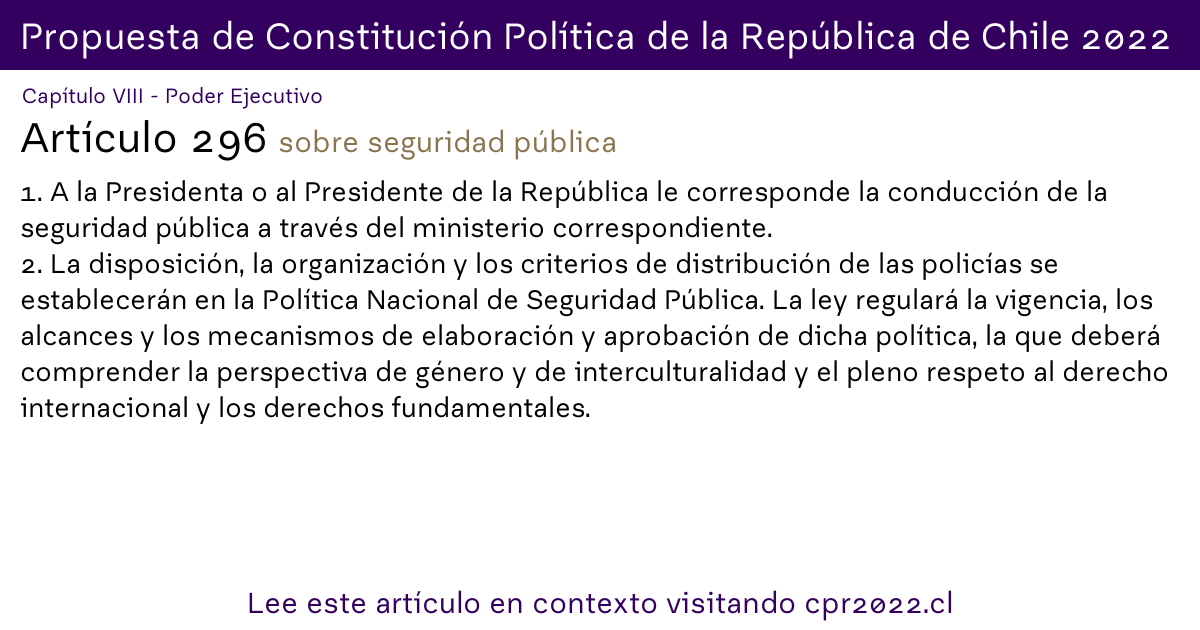 Propuesta de Constitución Política de la República de Chile 2022
Capítulo VIII - Poder Ejecutivo
Artículo 296 sobre seguridad pública
1. A la Presidenta o al Presidente de la República le corresponde la conducción de la
seguridad pública a través del ministerio correspondiente.
2. La disposición, la organización y los criterios de distribución de las policías se
establecerán en la Política Nacional de Seguridad Pública. La ley regulará la vigencia, los
alcances y los mecanismos de elaboración y aprobación de dicha política, la que deberá
comprender la perspectiva de género y de interculturalidad y el pleno respeto al derecho
internacional y los derechos fundamentales.
Lee este artículo en contexto visitando cpr2022.cl